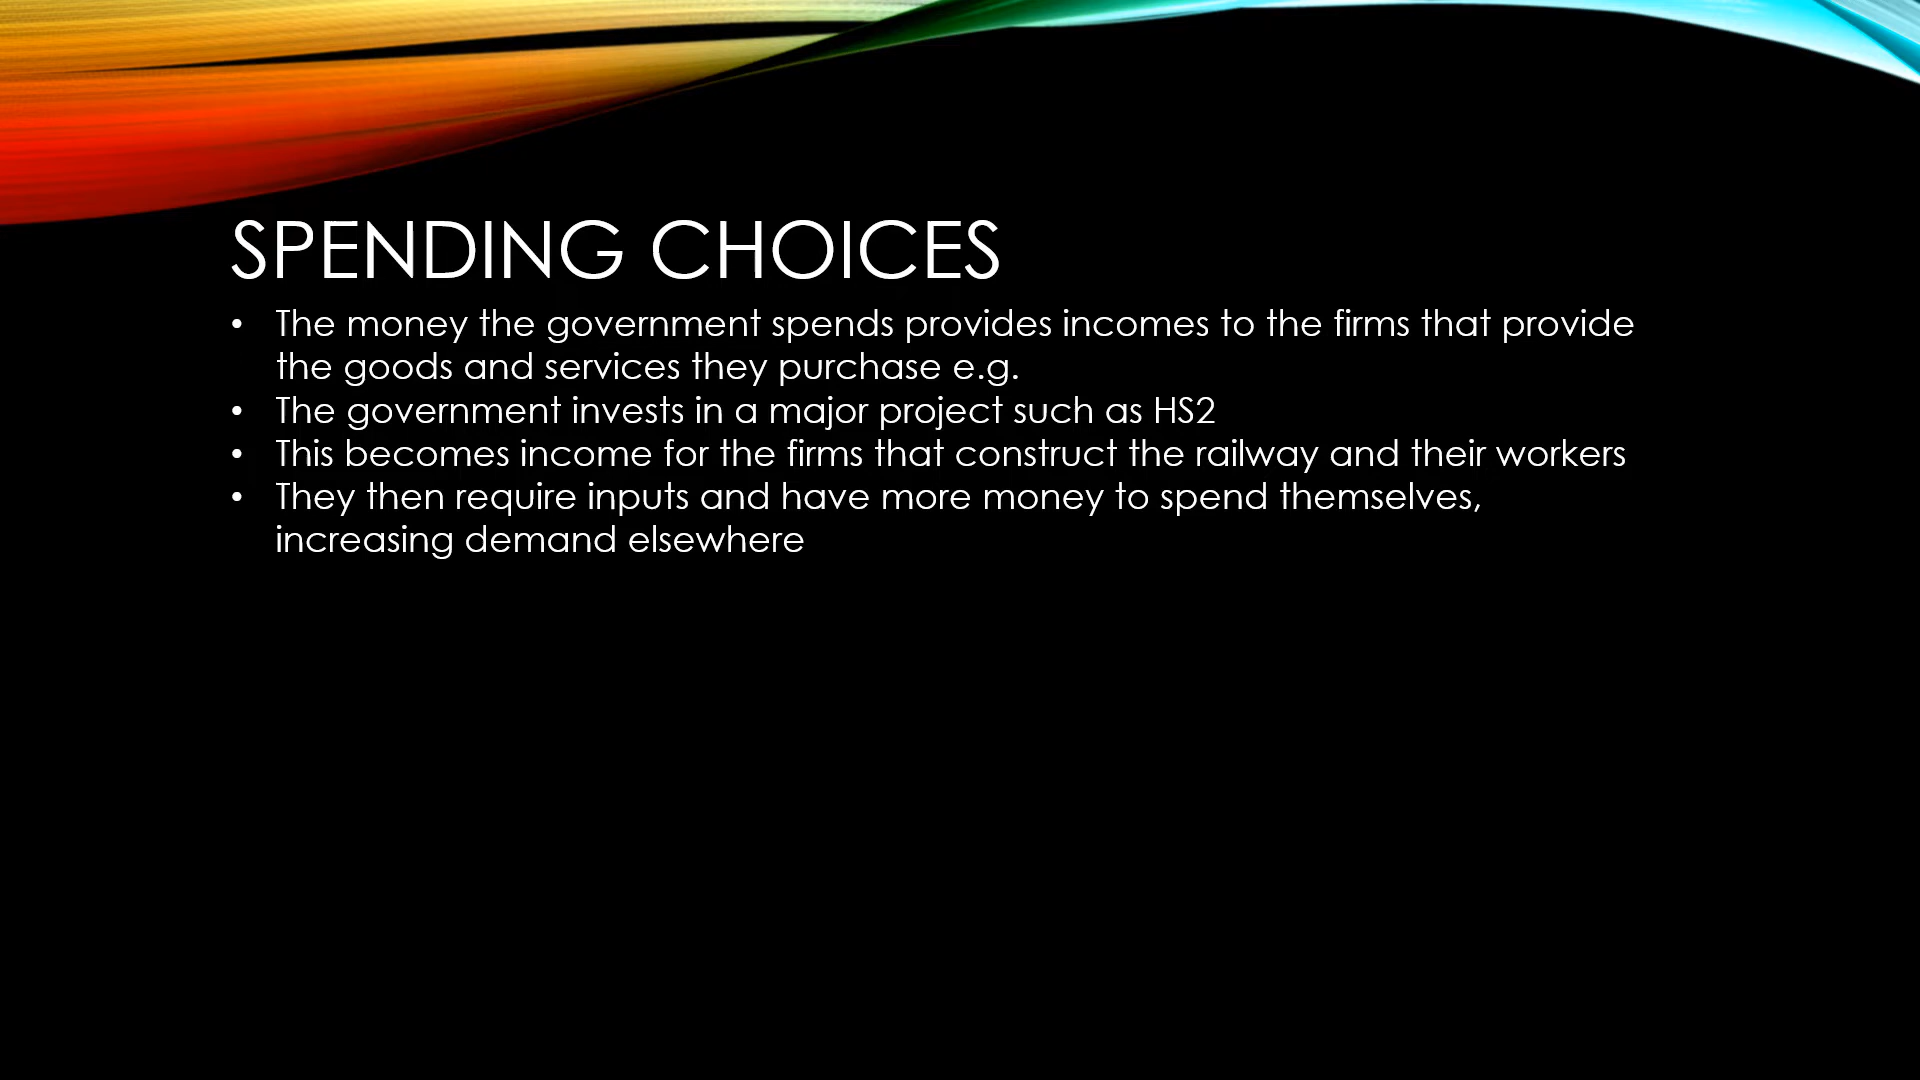 SPENDING CHOICES
• The money the government spends provides incomes to the firms that provide
the goods and services they purchase e.g.
• The government invests in a major project such as HS2
• This becomes income for the firms that construct the railway and their workers
• They then require inputs and have more money to spend themselves,
increasing demand elsewhere